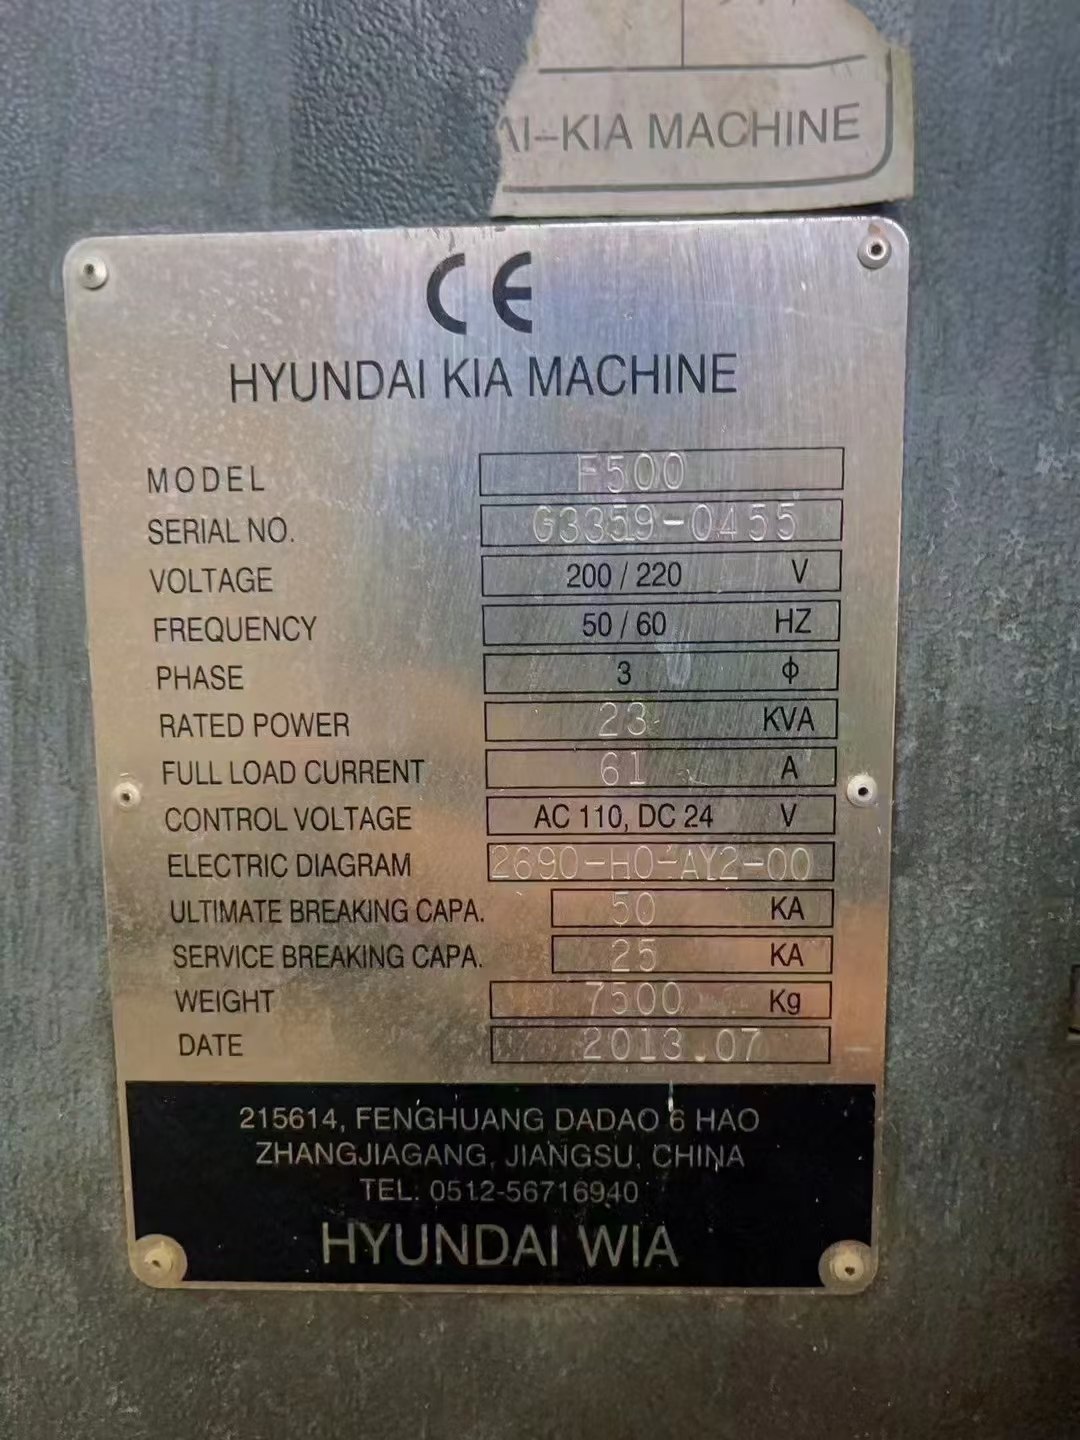 AI-KIA MACHINE
CE
HYUNDAI KIA MACHINE
MODEL F500
SERIAL NO. G3359-0455
VOLTAGE 200 / 220 V
FREQUENCY 50 / 60 HZ
PHASE 3 ϕ
RATED POWER 23 KVA
FULL LOAD CURRENT 61 A
CONTROL VOLTAGE AC 110, DC 24 V
ELECTRIC DIAGRAM 2690-H0-AY2-00
ULTIMATE BREAKING CAPA. 50 KA
SERVICE BREAKING CAPA. 25 KA
WEIGHT 7500 Kg
DATE 2013.07
215614, FENGHUANG DADAO 6 HAO
ZHANGJIAGANG, JIANGSU, CHINA
TEL: 0512-56716940
HYUNDAI WIA